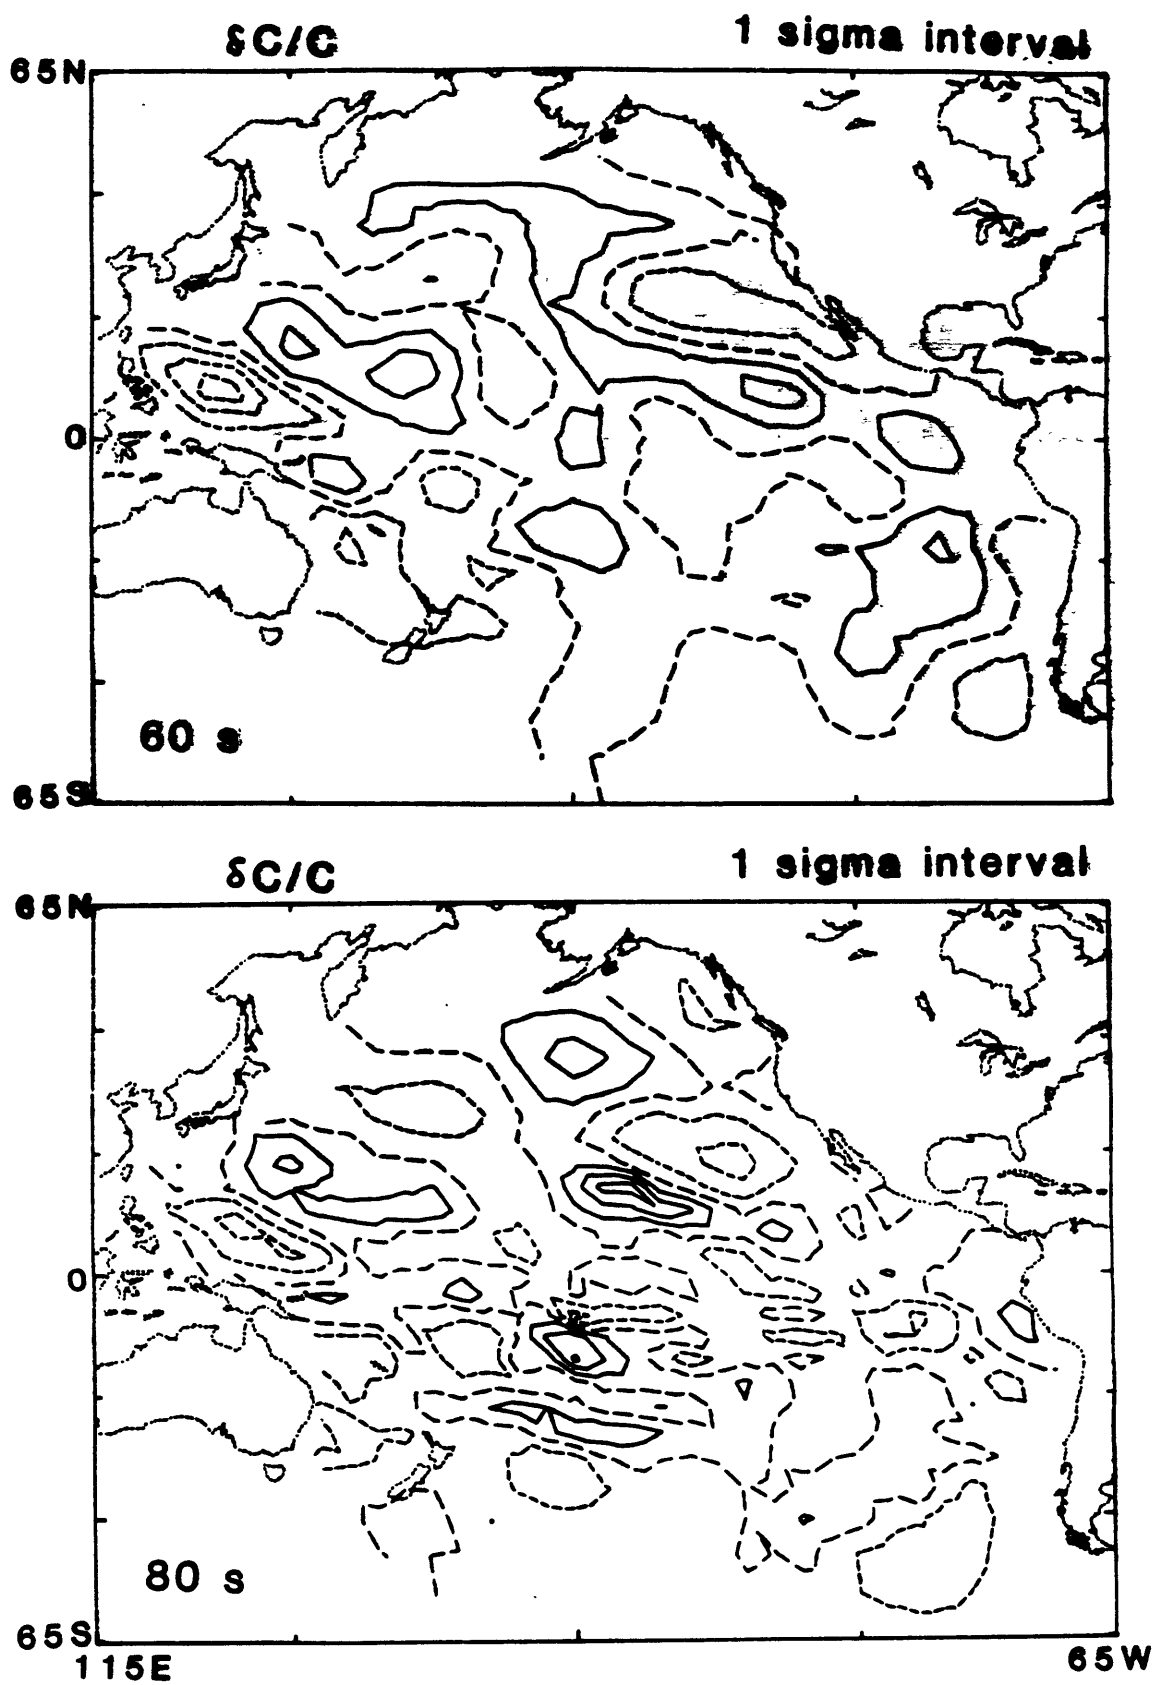 δC/C 1 sigma interval
65N
0
60 s
65S
δC/C 1 sigma interval
65N
0
80 s
65S
115E 65W